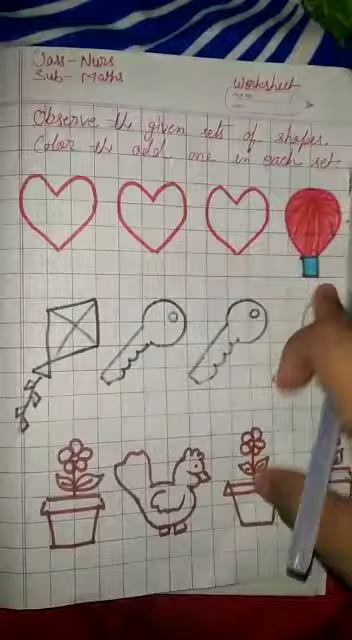 Class - Nurs
Sub - Maths
Worksheet
Observe the given sets of shapes.
Color the odd one in each set